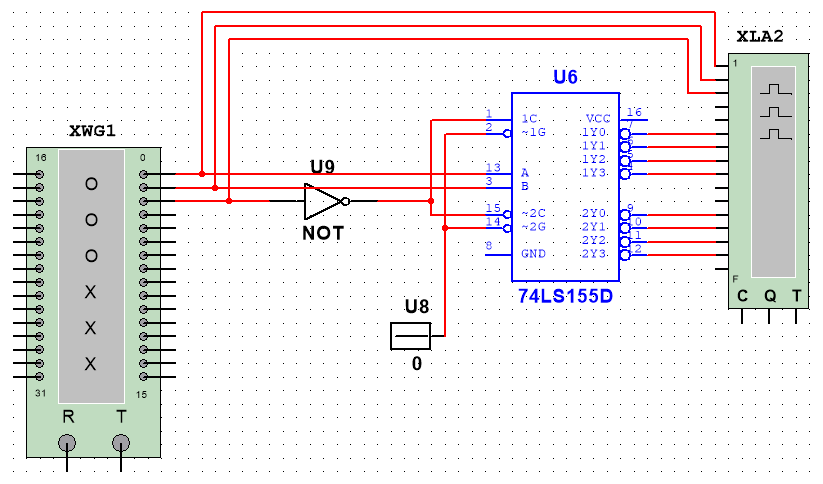 XWG1
16 0
O
O
O
X
X
X
31 15
R T
U9
NOT
U8
0
U6
1 1C VCC 16
2 ~1G 1Y0 7
1Y1 6
1Y2 5
13 A 1Y3 4
3 B
15 ~2C 2Y0 9
14 ~2G 2Y1 10
2Y2 11
8 GND 2Y3 12
74LS155D
XLA2
1
F
C Q T